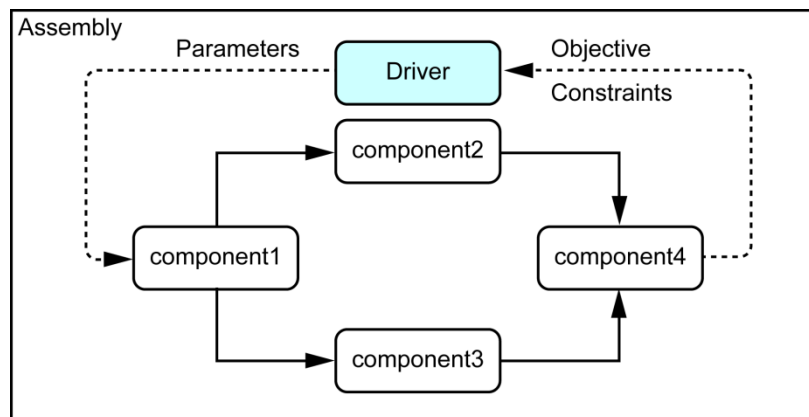 Assembly
Parameters
Driver
Objective
Constraints
component2
component1
component4
component3